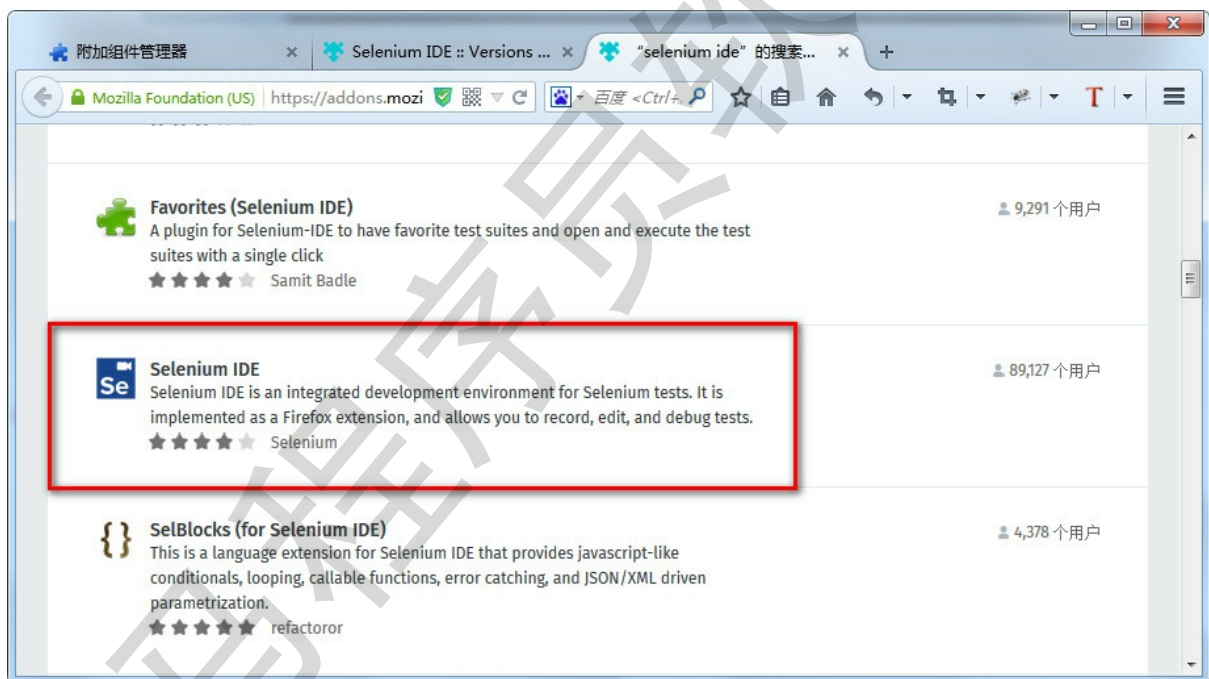 附加组件管理器
Selenium IDE :: Versions ...
“selenium ide”的搜索...
Mozilla Foundation (US)
https://addons.mozi
百度 <Ctrl+
T
Favorites (Selenium IDE)
9,291 个用户
A plugin for Selenium-IDE to have favorite test suites and open and execute the test
suites with a single click
Samit Badle
Se
Selenium IDE
89,127 个用户
Selenium IDE is an integrated development environment for Selenium tests. It is
implemented as a Firefox extension, and allows you to record, edit, and debug tests.
Selenium
{ }
SelBlocks (for Selenium IDE)
4,378 个用户
This is a language extension for Selenium IDE that provides javascript-like
conditionals, looping, callable functions, error catching, and JSON/XML driven
parametrization.
refactoror
马程序员软